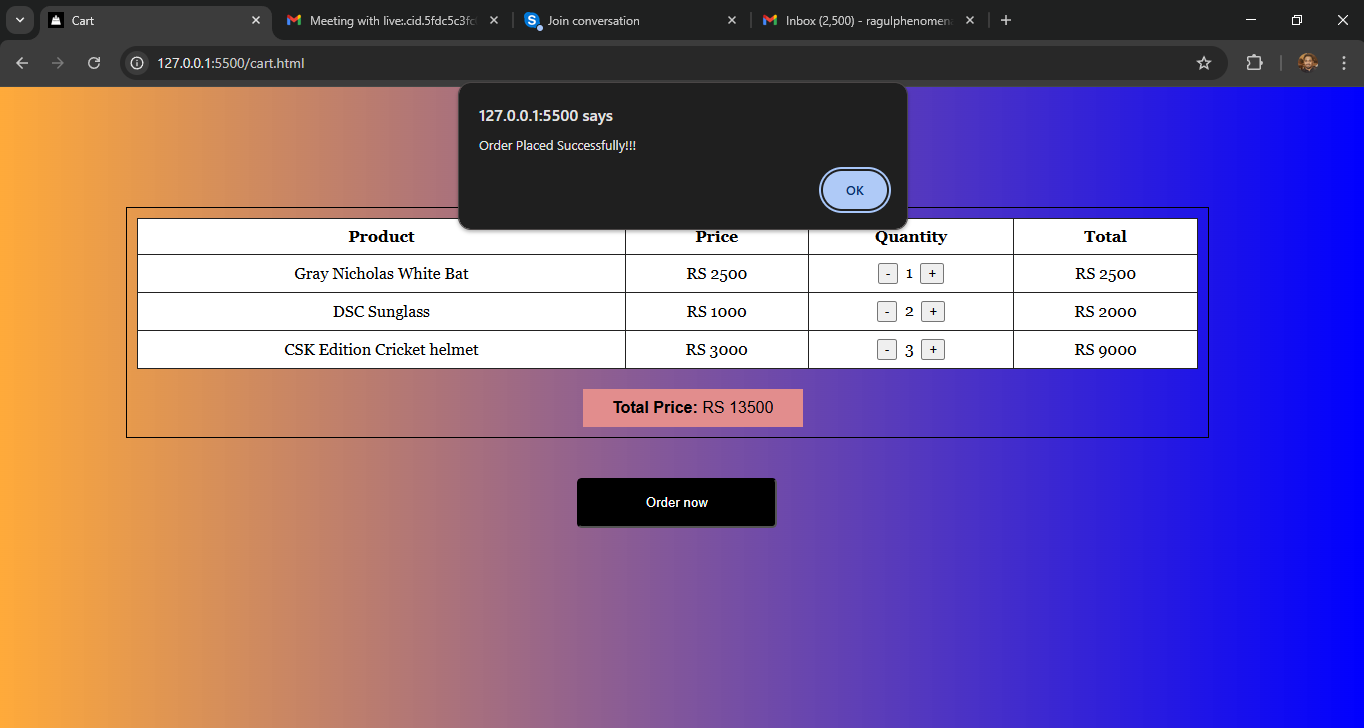 Cart
Meeting with live:.cid.5fdc5c3fc
Join conversation
Inbox (2,500) - ragulphenomen
127.0.0.1:5500/cart.html
127.0.0.1:5500 says
Order Placed Successfully!!!
OK
Product Price Quantity Total
Gray Nicholas White Bat RS 2500 - 1 + RS 2500
DSC Sunglass RS 1000 - 2 + RS 2000
CSK Edition Cricket helmet RS 3000 - 3 + RS 9000
Total Price: RS 13500
Order now